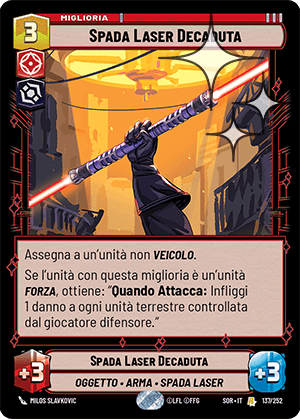 3
MIGLIORIA
SPADA LASER DECADUTA
Assegna a un'unità non VEICOLO.
Se l'unità con questa miglioria è un'unità
FORZA, ottiene: "Quando Attacca: Infliggi
1 danno a ogni unità terrestre controllata
dal giocatore difensore."
+3
SPADA LASER DECADUTA
+3
OGGETTO • ARMA • SPADA LASER
MILOS SLAVKOVIC
©LFL ©FFG
SOR • IT
137/252